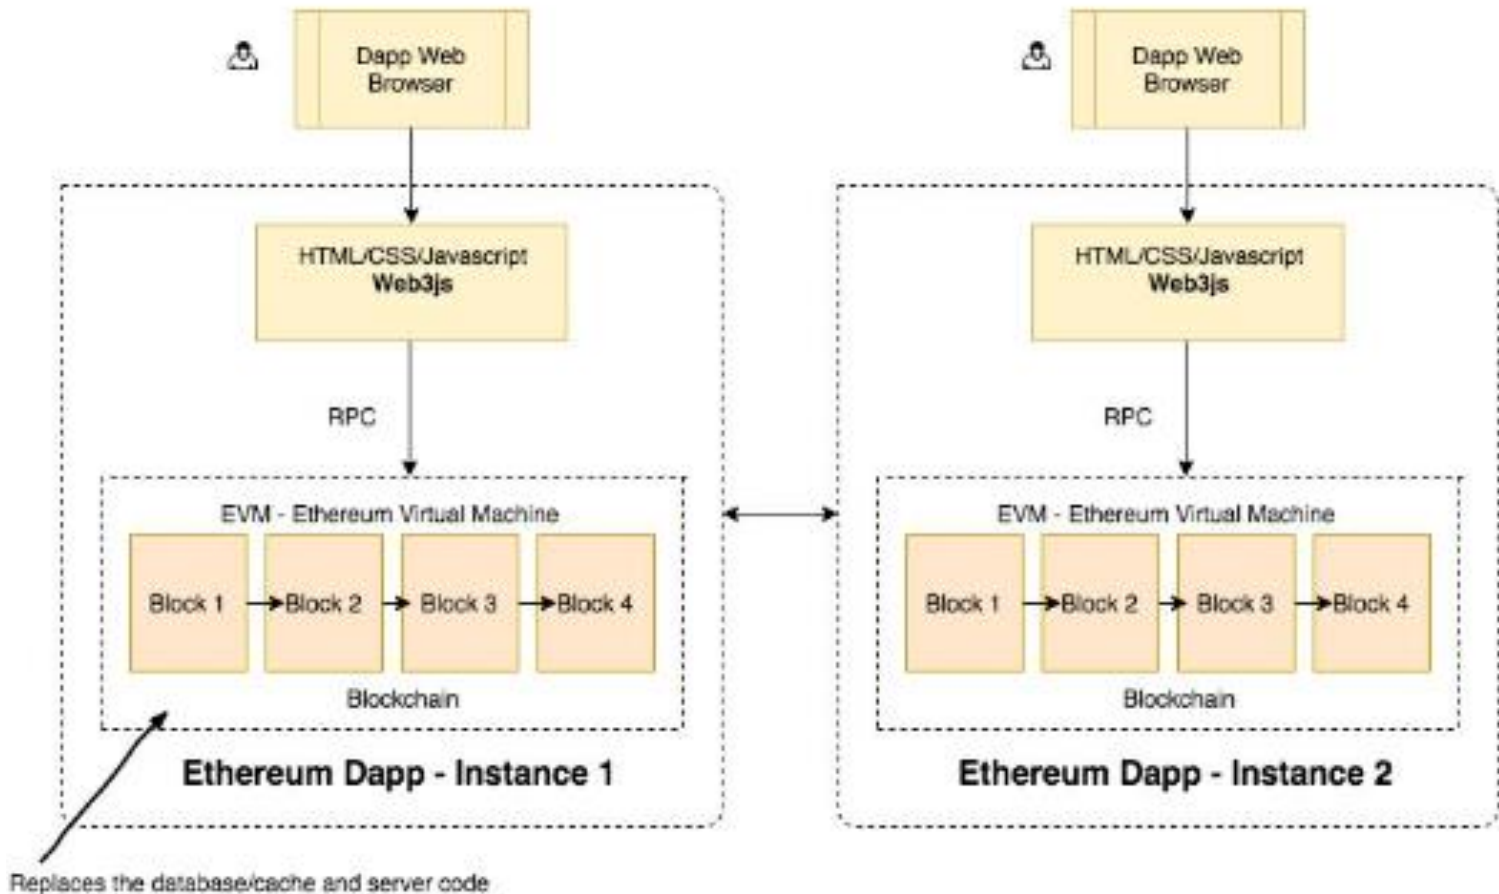 Dapp Web
Browser
HTML/CSS/Javascript
Web3js
RPC
EVM - Ethereum Virtual Machine
Block 1
Block 2
Block 3
Block 4
Blockchain
Ethereum Dapp - Instance 1
Replaces the database/cache and server code
Dapp Web
Browser
HTML/CSS/Javascript
Web3js
RPC
EVM - Ethereum Virtual Machine
Block 1
Block 2
Block 3
Block 4
Blockchain
Ethereum Dapp - Instance 2